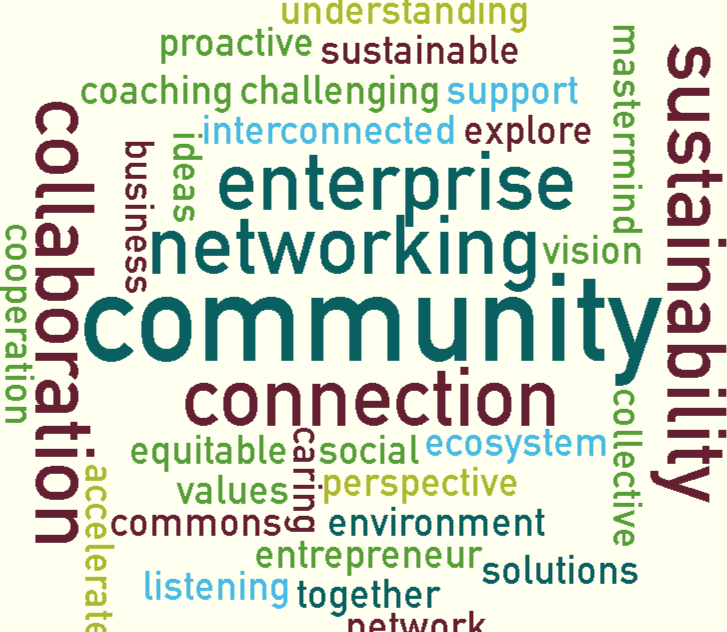 understanding
proactive sustainable
coaching challenging support
interconnected explore
mastermind
sustainability
collaboration
business
ideas
enterprise
cooperation
networking vision
community
connection
collective
equitable social ecosystem
caring
values perspective
accelerate
commons environment
entrepreneur
solutions
listening together
network